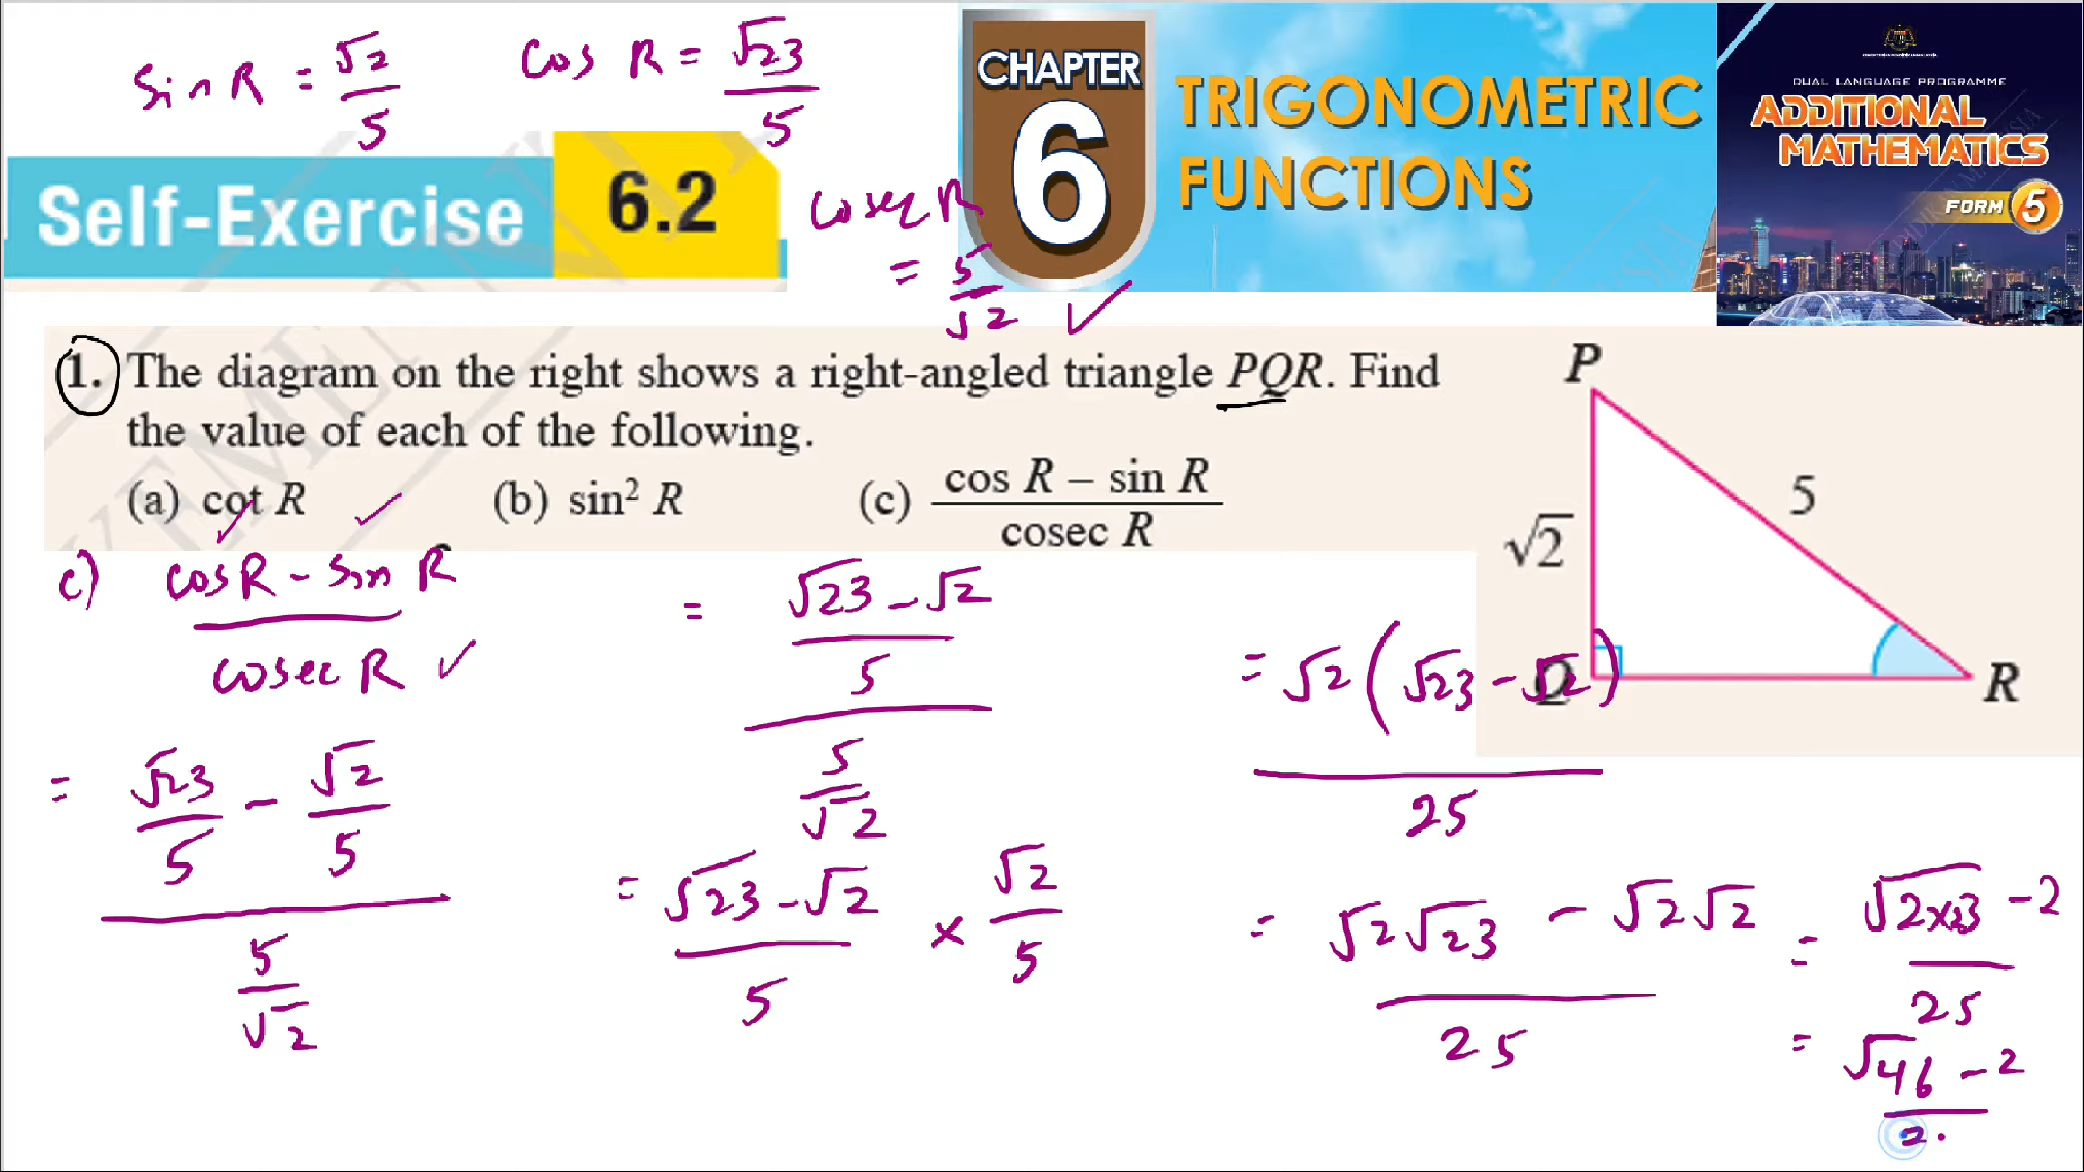 sin R = √2/5
cos R = √23/5
CHAPTER
6
TRIGONOMETRIC
FUNCTIONS
DUAL LANGUAGE PROGRAMME
ADDITIONAL
MATHEMATICS
FORM 5
Self-Exercise 6.2
cosec R
= 5/√2 ✓
1. The diagram on the right shows a right-angled triangle PQR. Find
the value of each of the following.
(a) cot R (b) sin² R (c) (cos R – sin R)/(cosec R)
P
5
√2
R
c) (cos R - sin R)/(cosec R) ✓
= (√23/5 - √2/5)/(5/√2)
= ((√23 - √2)/5)/(5/√2)
= (√23 - √2)/5 × √2/5
= √2(√23 - √2)/25
= (√2√23 - √2√2)/25
= (√2×23 - 2)/25
= √46 - 2